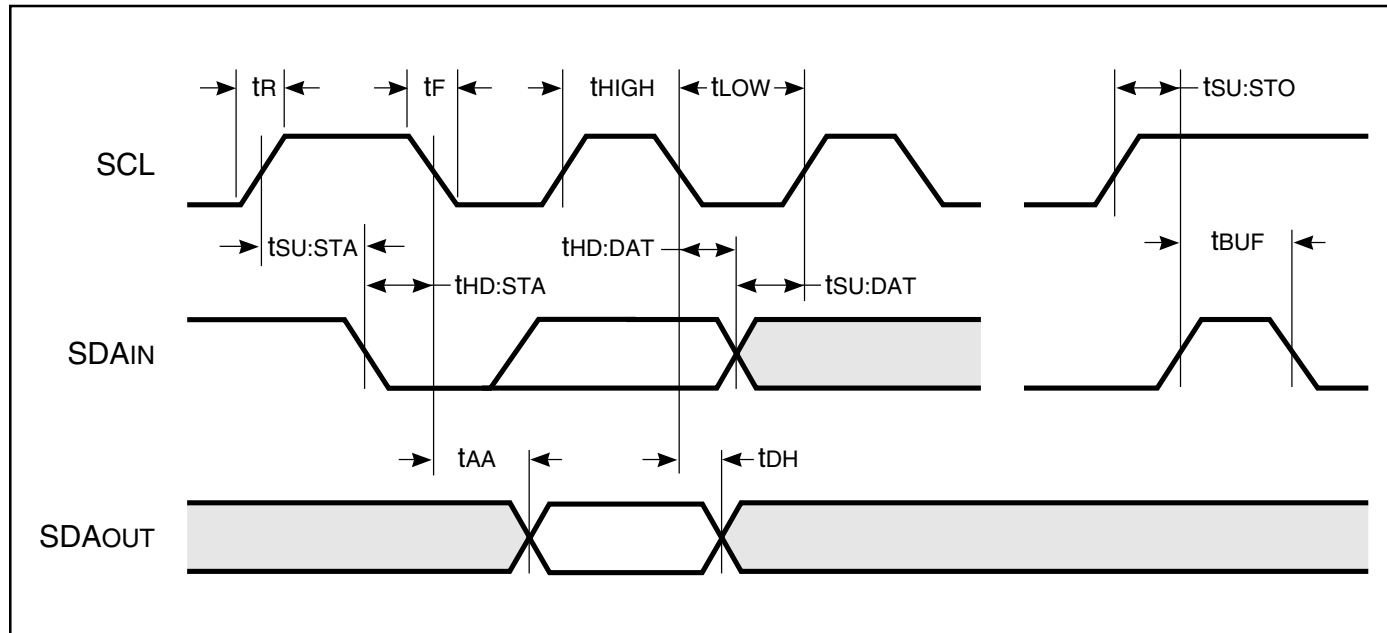 tR
tF
tHIGH
tLOW
tSU:STO
SCL
tSU:STA
tHD:STA
tHD:DAT
tSU:DAT
tBUF
SDAIN
tAA
tDH
SDAOUT